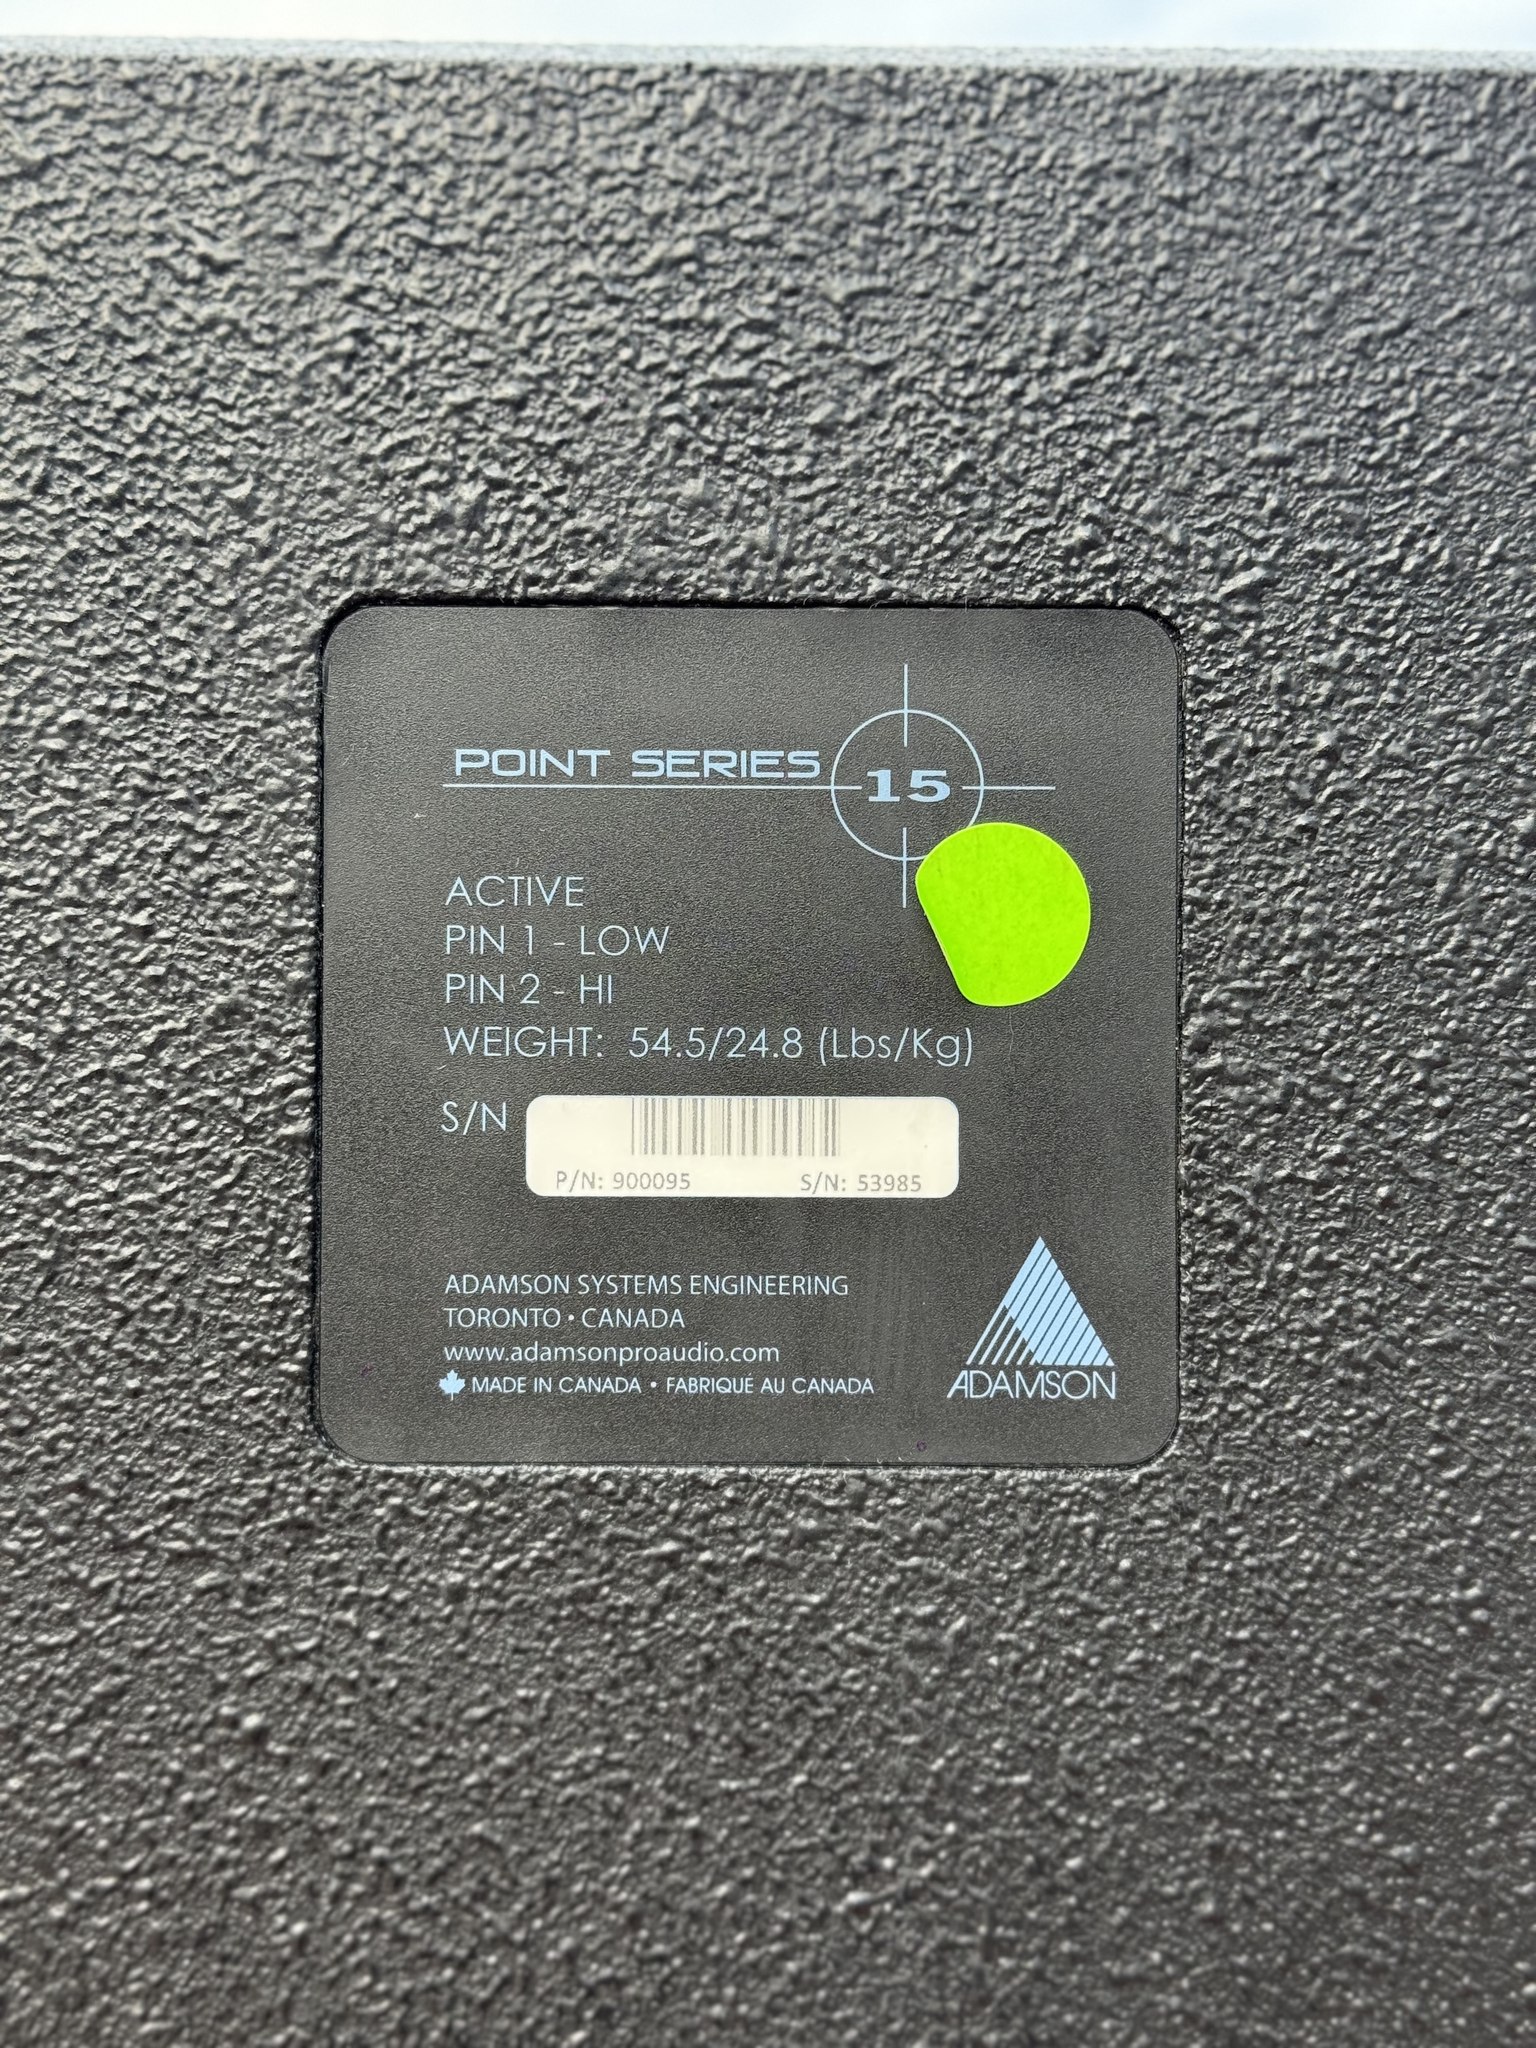 POINT SERIES 15
ACTIVE
PIN 1 - LOW
PIN 2 - HI
WEIGHT: 54.5/24.8 (Lbs/Kg)
S/N
P/N: 900095 S/N: 53985
ADAMSON SYSTEMS ENGINEERING
TORONTO • CANADA
www.adamsonproaudio.com
MADE IN CANADA • FABRIQUÉ AU CANADA
ADAMSON